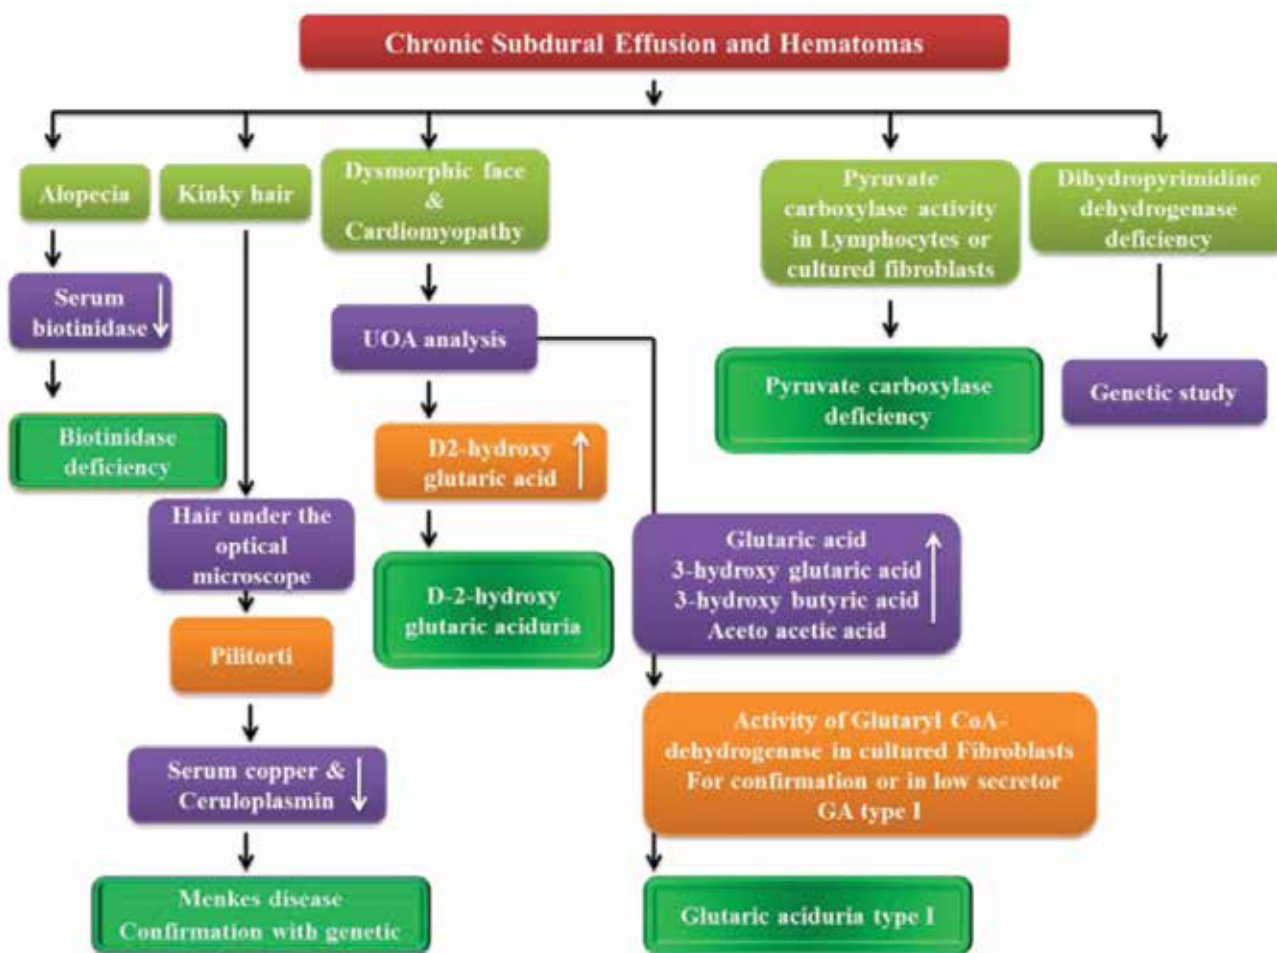 Chronic Subdural Effusion and Hematomas
Alopecia
Kinky hair
Dysmorphic face
&
Cardiomyopathy
Pyruvate
carboxylase activity
in Lymphocytes or
cultured fibroblasts
Dihydropyrimidine
dehydrogenase
deficiency
Serum
biotinidase
UOA analysis
Pyruvate carboxylase
deficiency
Genetic study
Biotinidase
deficiency
D2-hydroxy
glutaric acid
Hair under the
optical
microscope
Glutaric acid
3-hydroxy glutaric acid
3-hydroxy butyric acid
Aceto acetic acid
D-2-hydroxy
glutaric aciduria
Pilitorti
Activity of Glutaryl CoA-
dehydrogenase in cultured Fibroblasts
For confirmation or in low secretor
GA type I
Serum copper &
Ceruloplasmin
Menkes disease
Confirmation with genetic
Glutaric aciduria type I